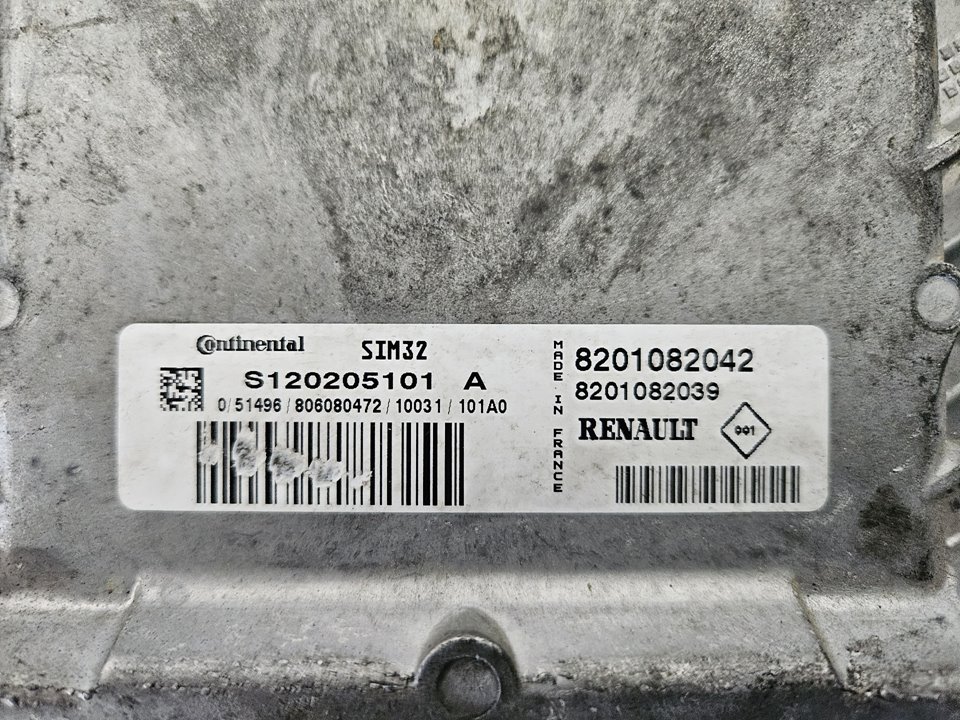 Continental SIM32
S120205101 A
0/51496/806080472/10031/101A0
MADE IN FRANCE
8201082042
8201082039
RENAULT 001